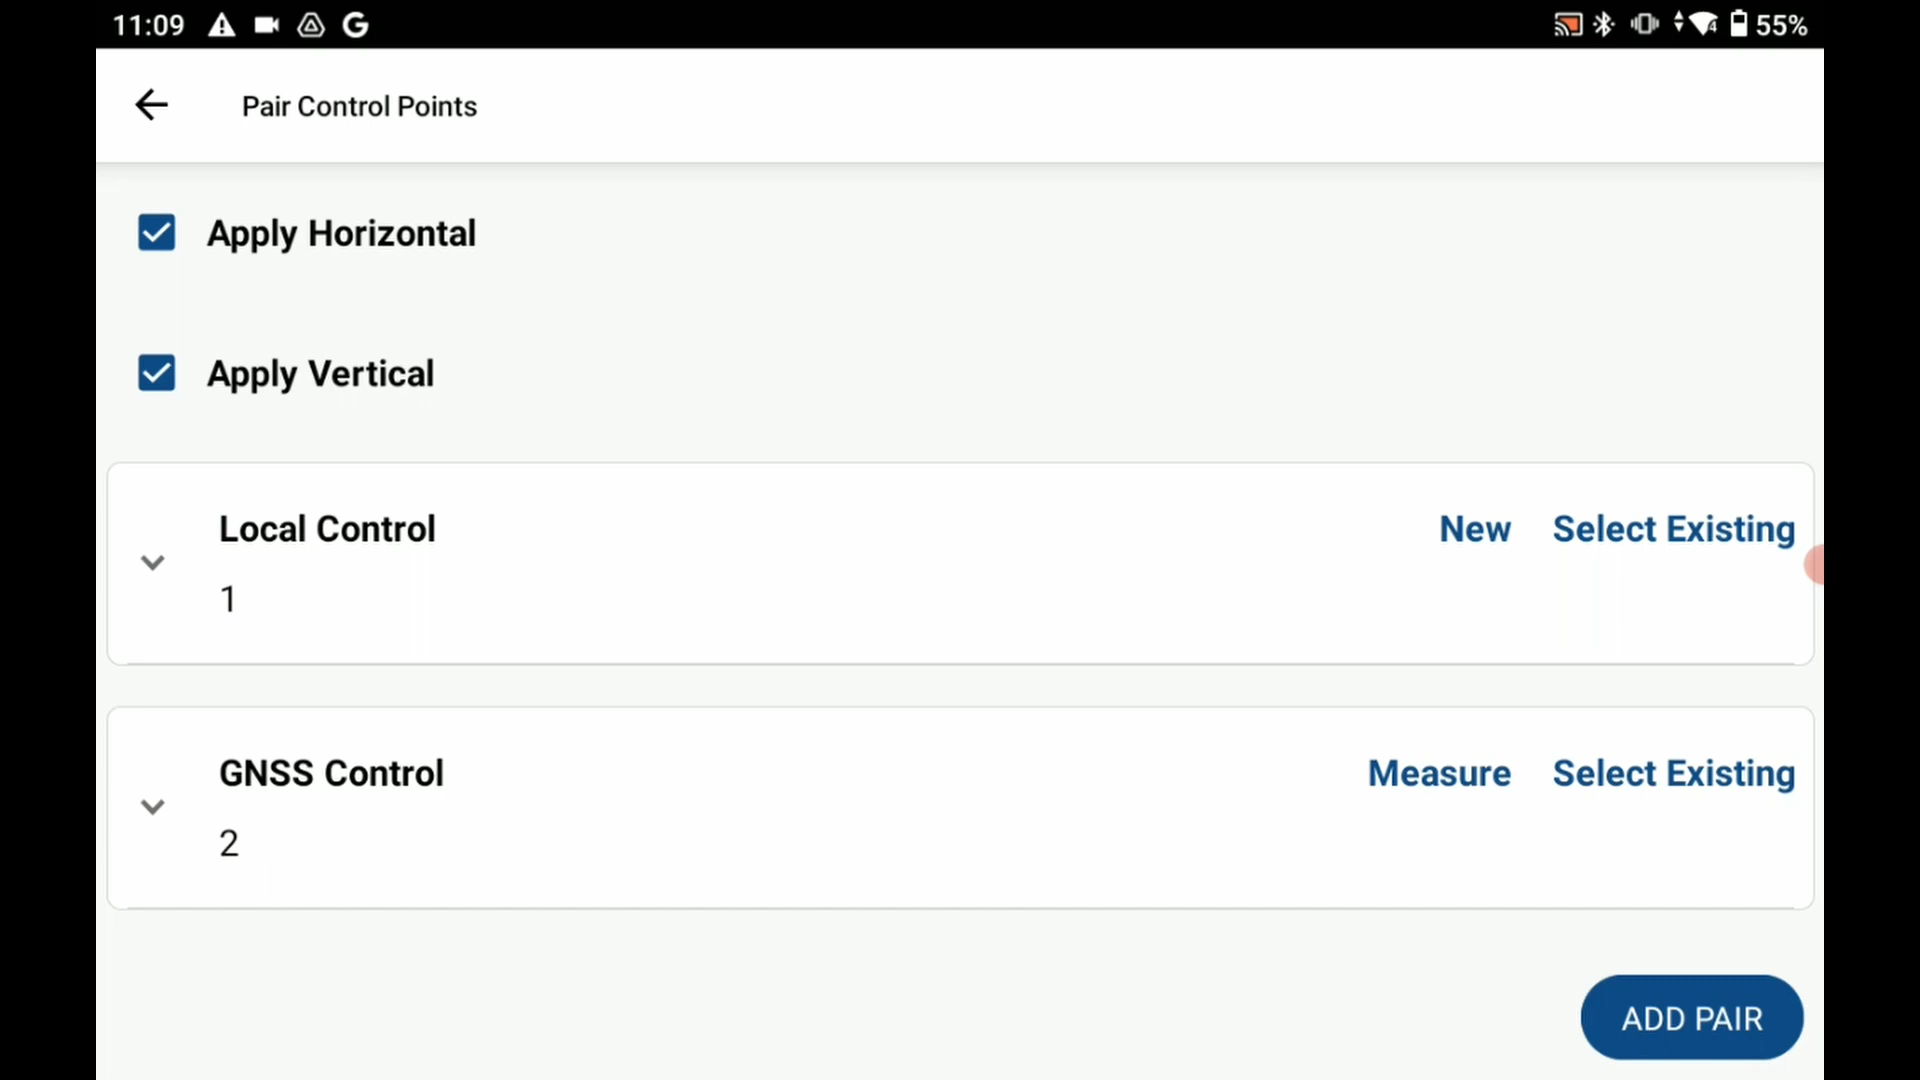 11:09
55%
Pair Control Points
Apply Horizontal
Apply Vertical
Local Control
New
Select Existing
1
GNSS Control
Measure
Select Existing
2
ADD PAIR